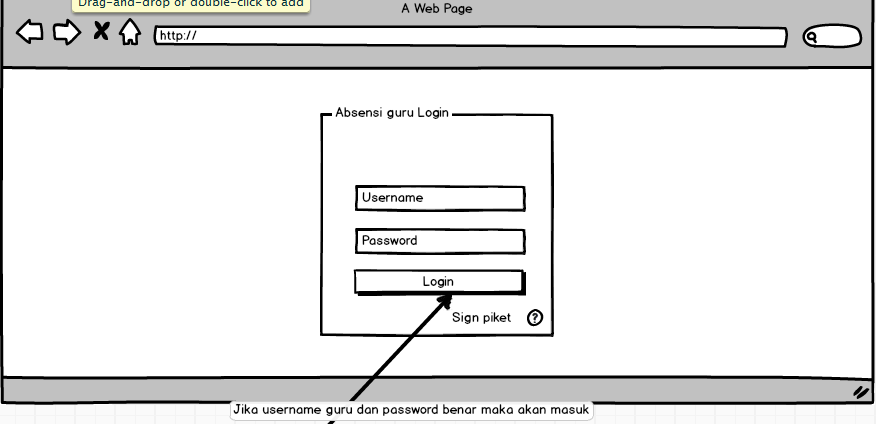 Drag-and-drop or double-click to add
A Web Page
http://
Absensi guru Login
Username
Password
Login
Sign piket ?
Jika username guru dan password benar maka akan masuk